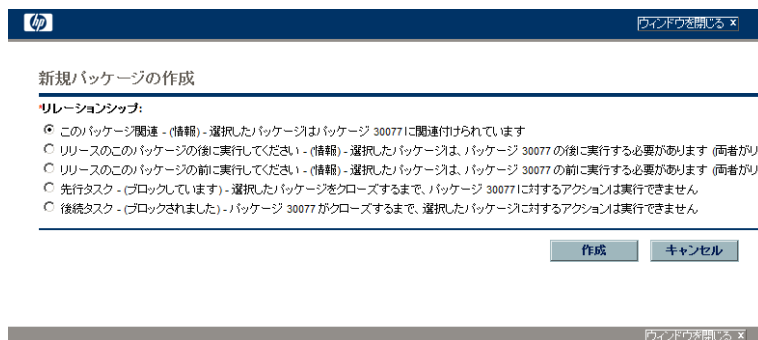 hp
ウィンドウを閉じる x
新規パッケージの作成
*リレーションシップ:
このパッケージ関連 - (情報) - 選択したパッケージはパッケージ 30077 に関連付けられています
リリースのこのパッケージの後に実行してください - (情報) - 選択したパッケージは、パッケージ 30077 の後に実行する必要があります (両者がリ
リリースのこのパッケージの前に実行してください - (情報) - 選択したパッケージは、パッケージ 30077 の前に実行する必要があります (両者がリ
先行タスク - (ブロックしています) - 選択したパッケージをクローズするまで、パッケージ 30077 に対するアクションは実行できません
後続タスク - (ブロックされました) - パッケージ 30077 がクローズするまで、選択したパッケージに対するアクションは実行できません
作成 キャンセル
ウィンドウを閉じる x